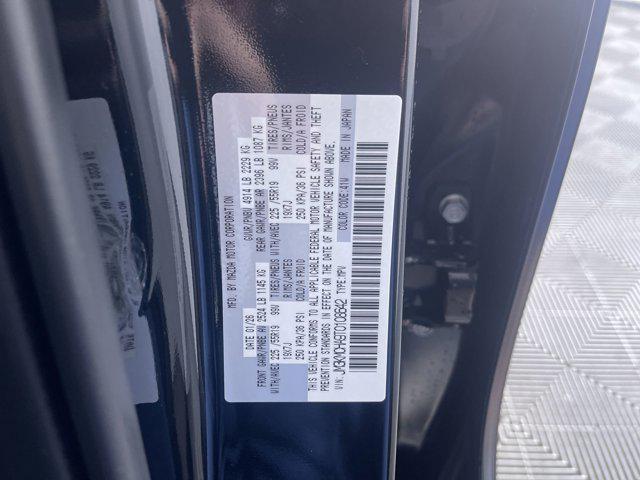 MFD. BY MAZDA MOTOR CORPORATION
DATE 01/26 GVWR/PNBV 4914 LB 2229 KG
FRONT GAWR/PNBE AV 2524 LB 1145 KG REAR GAWR/PNBE AR 2396 LB 1087 KG
WITH/AVEC 225 /55R19 99V TIRES/PNEUS WITH/AVEC 225 /55R19 99V TIRES/PNEUS
19X7J RIMS/JANTES 19X7J RIMS/JANTES
250 KPA/36 PSI COLD/A FROID 250 KPA/36 PSI COLD/A FROID
THIS VEHICLE CONFORMS TO ALL APPLICABLE FEDERAL MOTOR VEHICLE SAFETY AND THEFT
PREVENTION STANDARDS IN EFFECT ON THE DATE OF MANUFACTURE SHOWN ABOVE.
VIN: TYPE:MPV COLOR CODE:41V MADE IN JAPAN